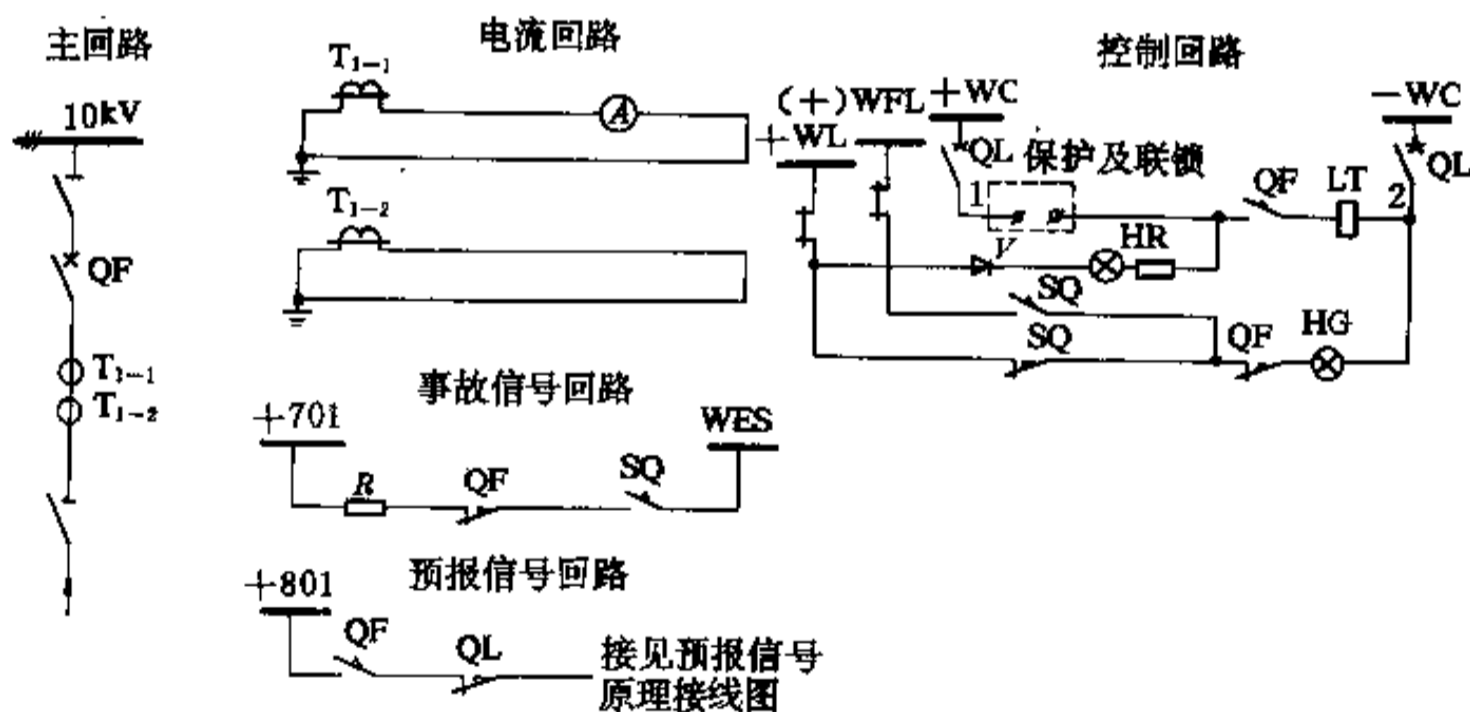 主回路
10kV
QF
T₁₋₁
T₁₋₂
电流回路
T₁₋₁
A
T₁₋₂
控制回路
+WL
(+)WFL
+WC
-WC
QL
保护及联锁
1
QF
LT
2
QL
V
HR
SQ
SQ
QF
HG
事故信号回路
+701
WES
R
QF
SQ
预报信号回路
+801
QF
QL
接见预报信号
原理接线图